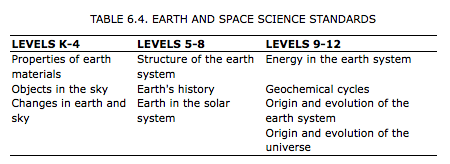 TABLE 6.4. EARTH AND SPACE SCIENCE STANDARDS
LEVELS K-4 LEVELS 5-8 LEVELS 9-12
Properties of earth materials Structure of the earth system Energy in the earth system
Objects in the sky Earth's history Geochemical cycles
Changes in earth and sky Earth in the solar system Origin and evolution of the earth system
Origin and evolution of the universe